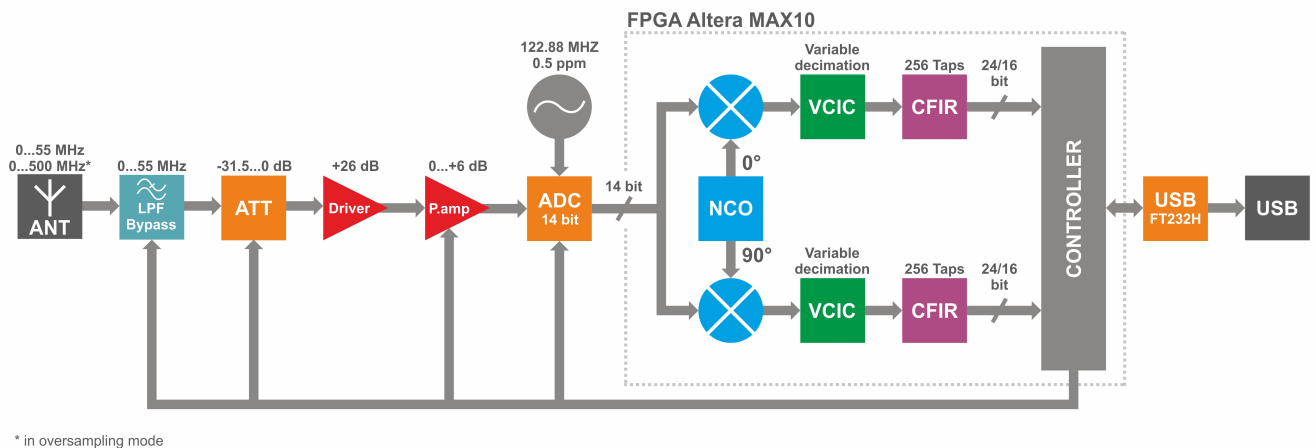 FPGA Altera MAX10
122.88 MHZ
0.5 ppm
Variable
decimation
256 Taps
24/16
bit
VCIC
CFIR
0...55 MHz
0...500 MHz*
0...55 MHz
-31.5...0 dB
+26 dB
0...+6 dB
14 bit
0°
ANT
LPF
Bypass
ATT
Driver
P.amp
ADC
14 bit
NCO
CONTROLLER
USB
FT232H
USB
90°
Variable
decimation
256 Taps
24/16
bit
VCIC
CFIR
* in oversampling mode